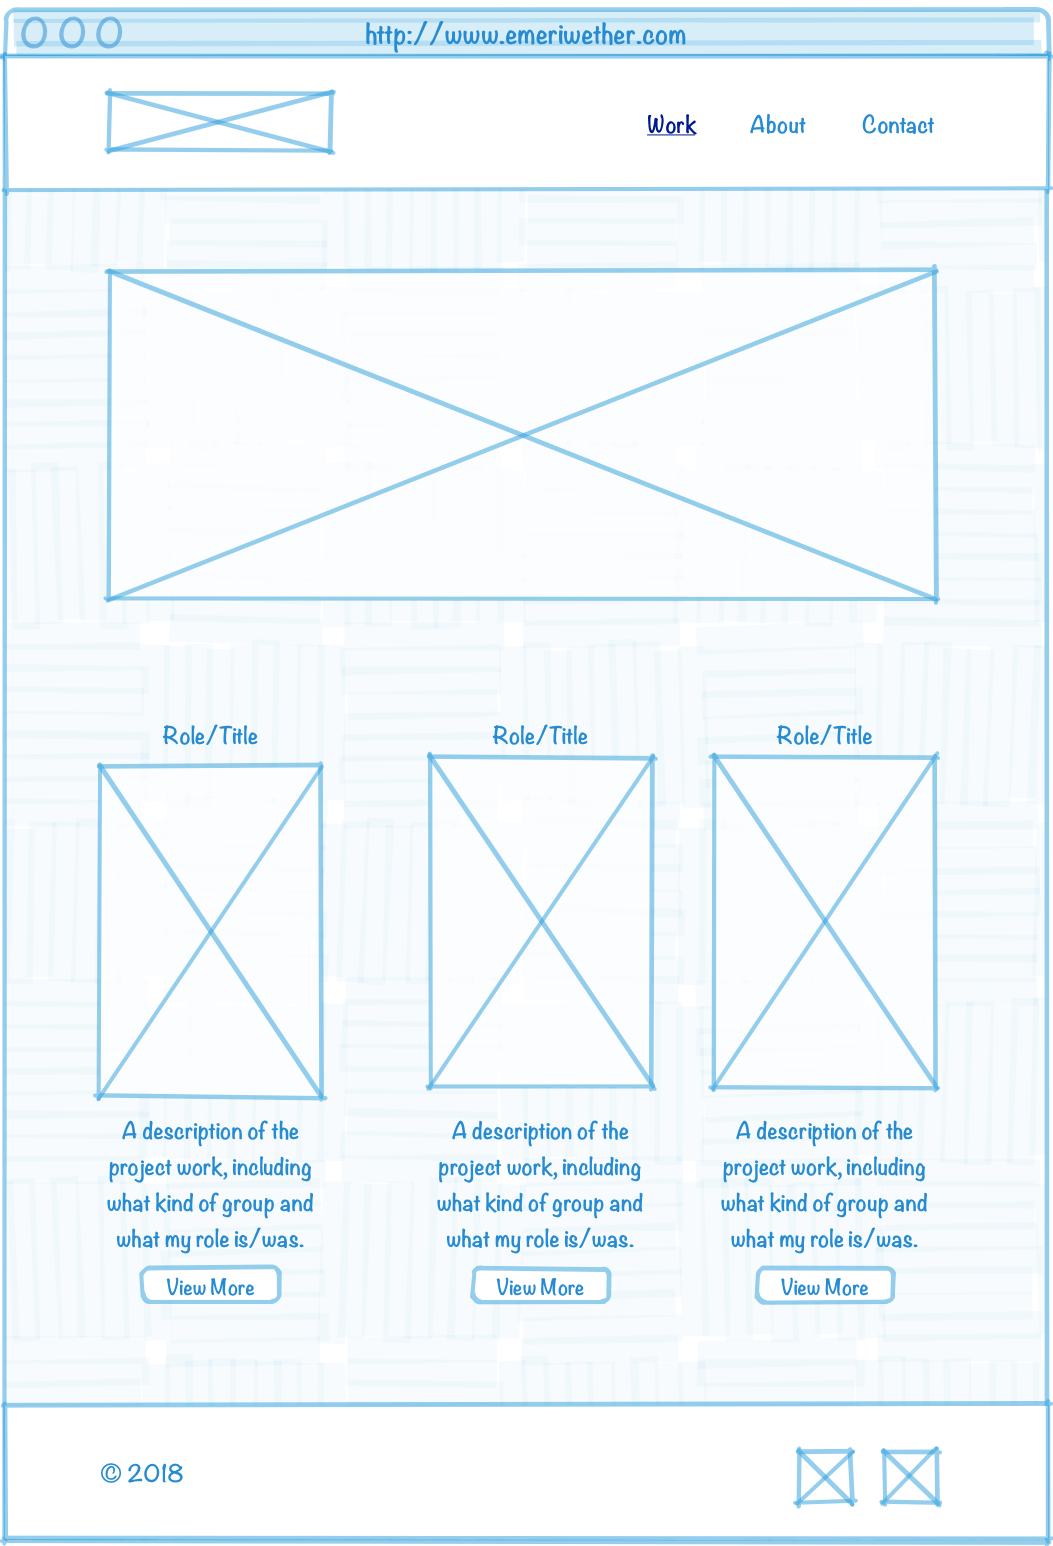 http://www.emeriwether.com
Work About Contact
Role/Title Role/Title Role/Title
A description of the
project work, including
what kind of group and
what my role is/was.
View More
A description of the
project work, including
what kind of group and
what my role is/was.
View More
A description of the
project work, including
what kind of group and
what my role is/was.
View More
© 2018